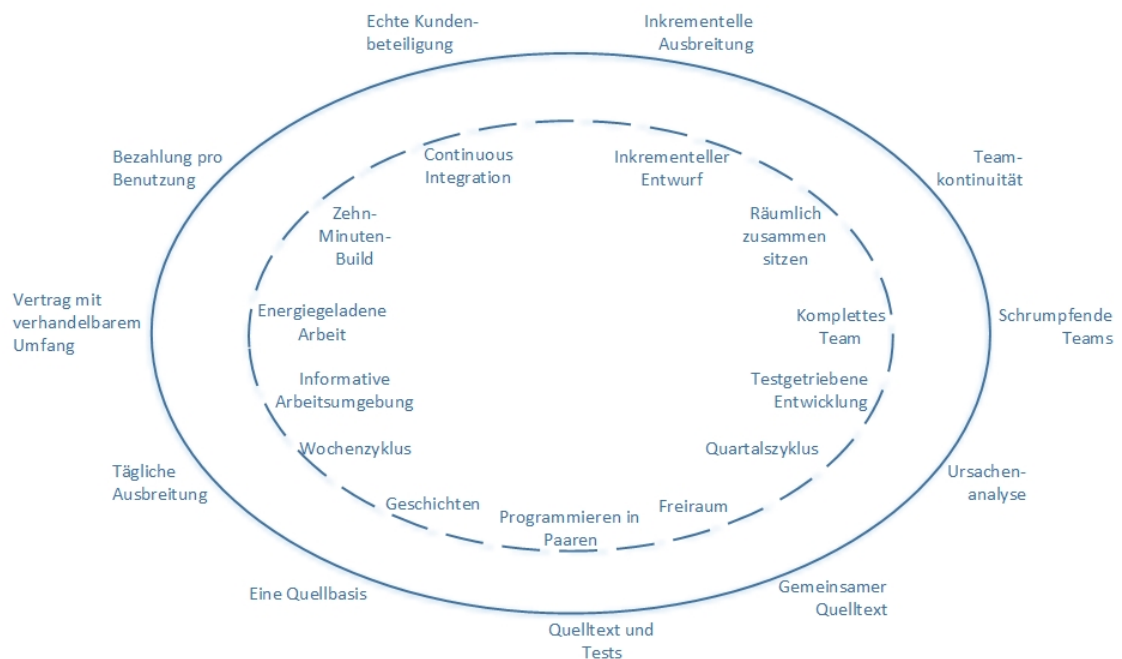 Echte Kunden-
beteiligung
Inkrementelle
Ausbreitung
Bezahlung pro
Benutzung
Continuous
Integration
Inkrementeller
Entwurf
Team-
kontinuität
Zehn-
Minuten-
Build
Räumlich
zusammen
sitzen
Vertrag mit
verhandelbarem
Umfang
Energiegeladene
Arbeit
Komplettes
Team
Schrumpfende
Teams
Informative
Arbeitsumgebung
Testgetriebene
Entwicklung
Wochenzyklus
Quartalszyklus
Tägliche
Ausbreitung
Ursachen-
analyse
Geschichten
Programmieren in
Paaren
Freiraum
Eine Quellbasis
Gemeinsamer
Quelltext
Quelltext und
Tests